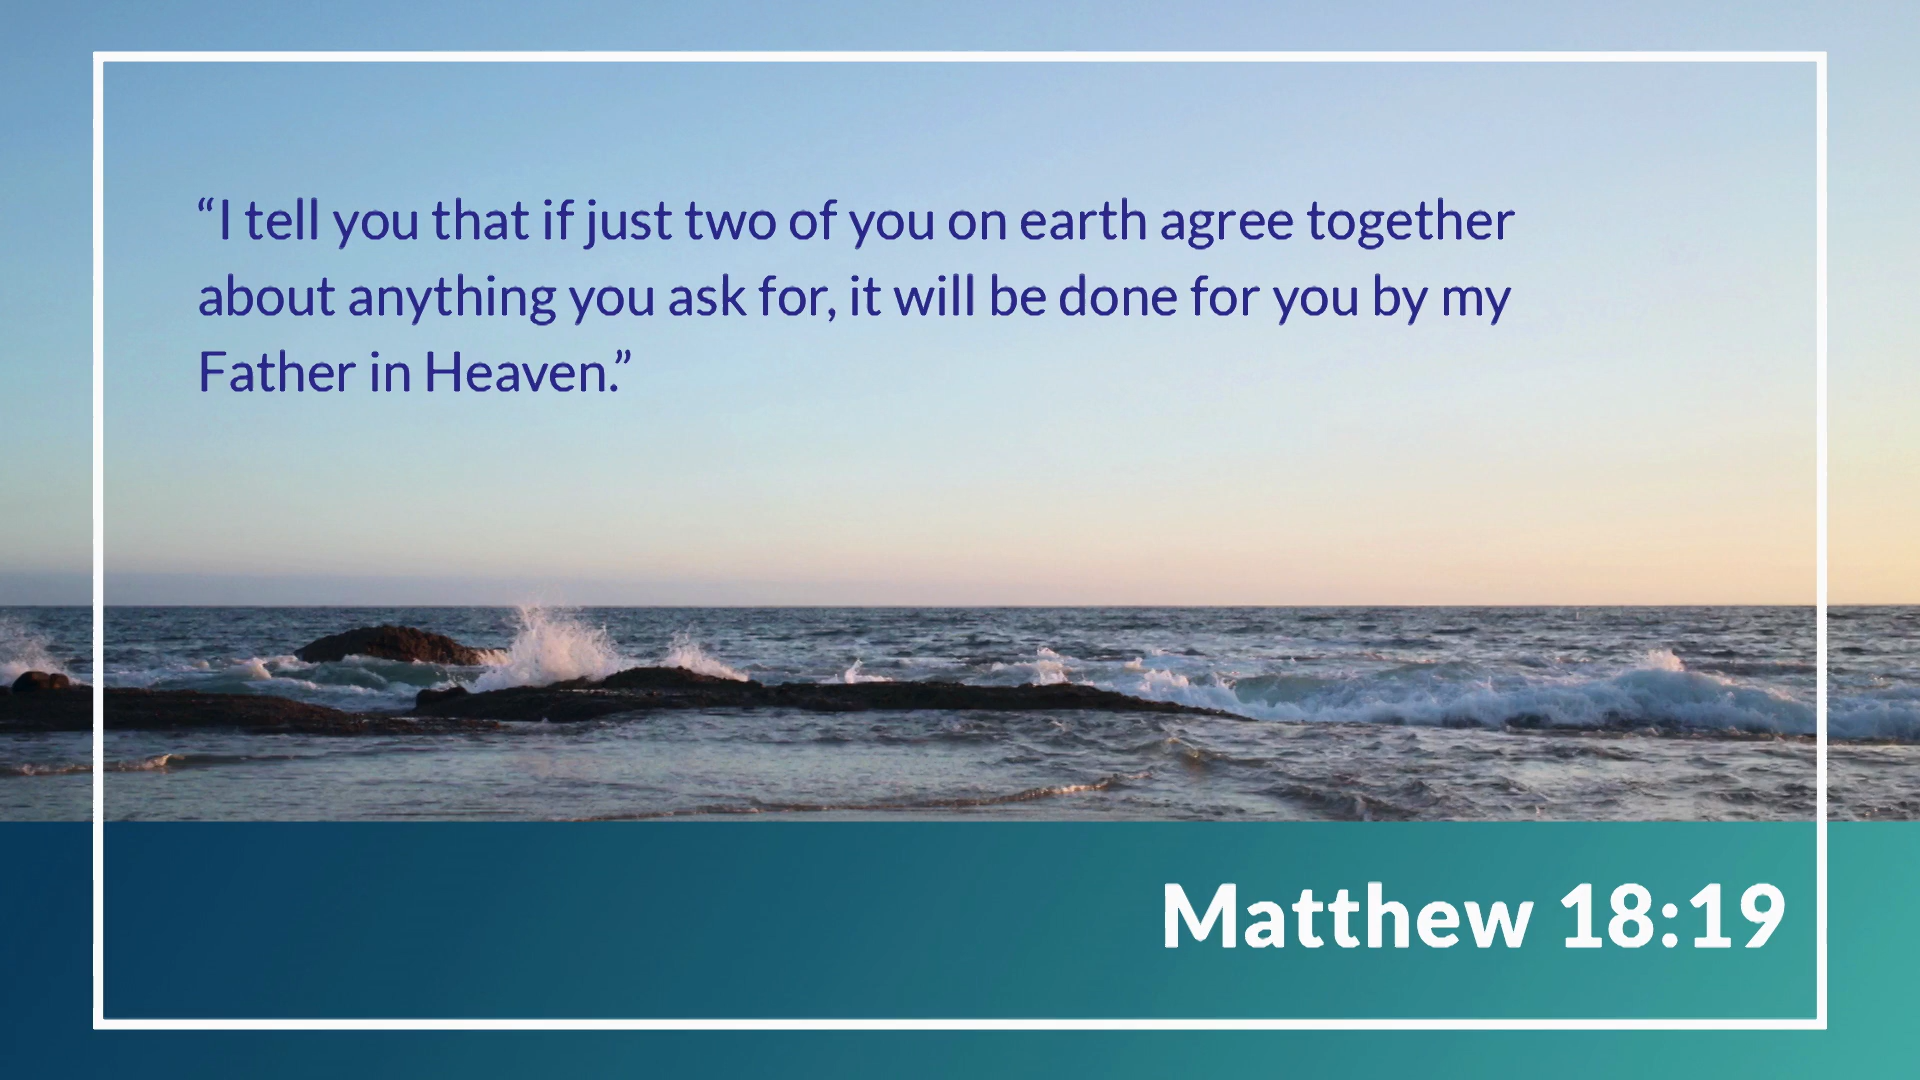 “I tell you that if just two of you on earth agree together
about anything you ask for, it will be done for you by my
Father in Heaven.”
Matthew 18:19